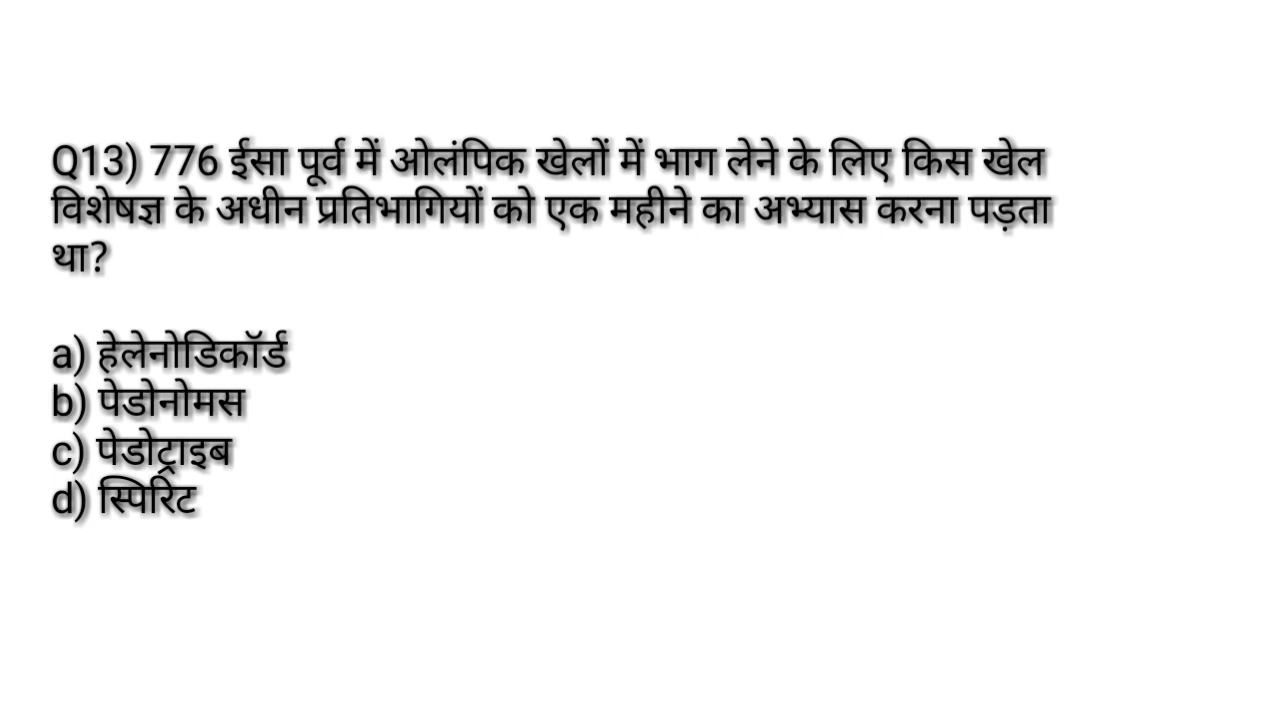 Q13) 776 ईसा पूर्व में ओलंपिक खेलों में भाग लेने के लिए किस खेल
विशेषज्ञ के अधीन प्रतिभागियों को एक महीने का अभ्यास करना पड़ता
था?
a) हेलेनोडिकॉर्ड
b) पेडोनोमस
c) पेडोट्राइब
d) स्पिरिट